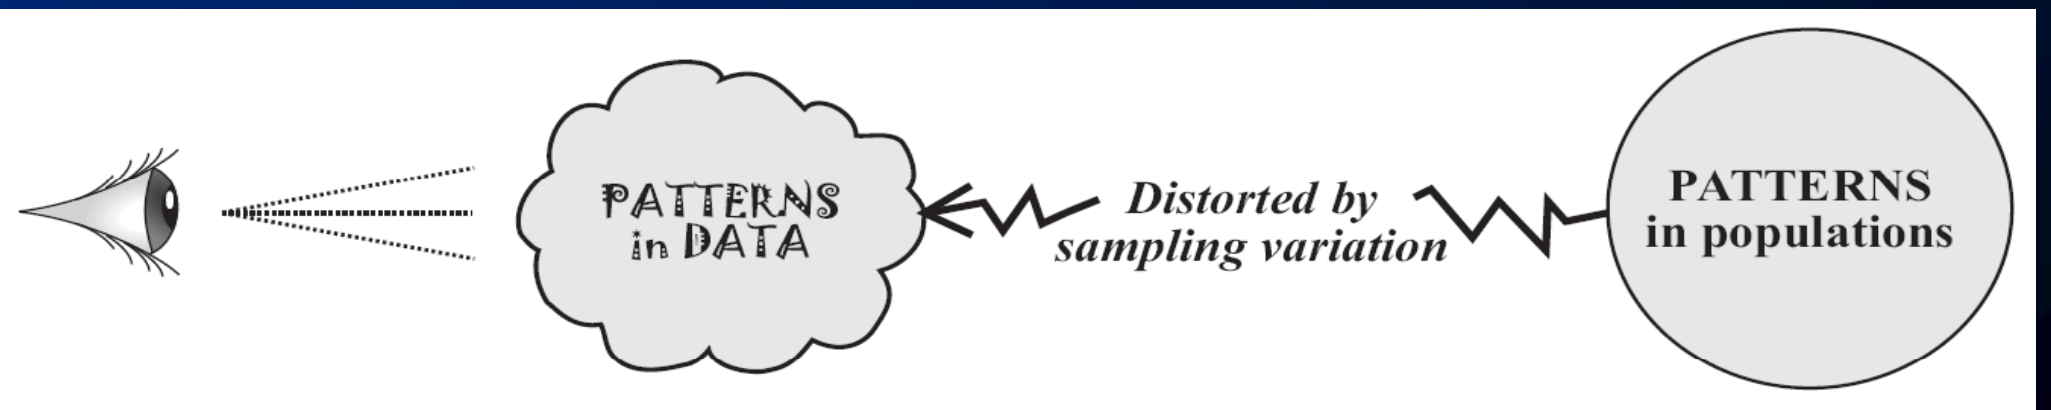 PATTERNS
in DATA
Distorted by
sampling variation
PATTERNS
in populations